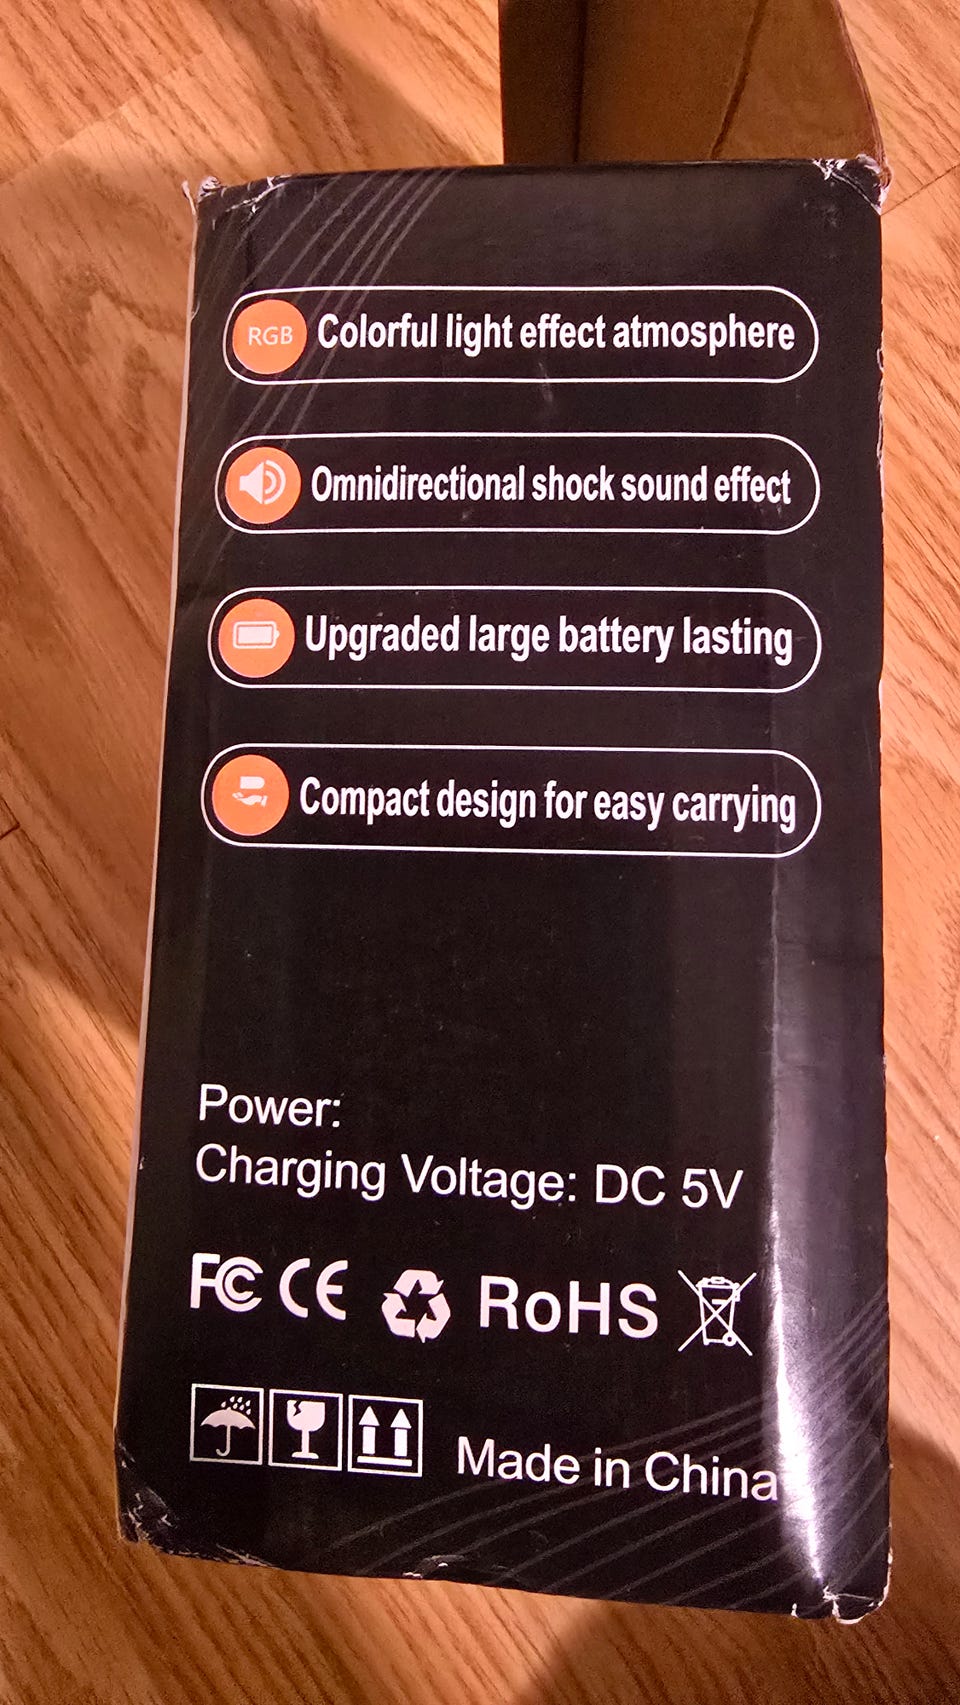 RGB Colorful light effect atmosphere
Omnidirectional shock sound effect
Upgraded large battery lasting
Compact design for easy carrying
Power:
Charging Voltage: DC 5V
FC CE RoHS
Made in China